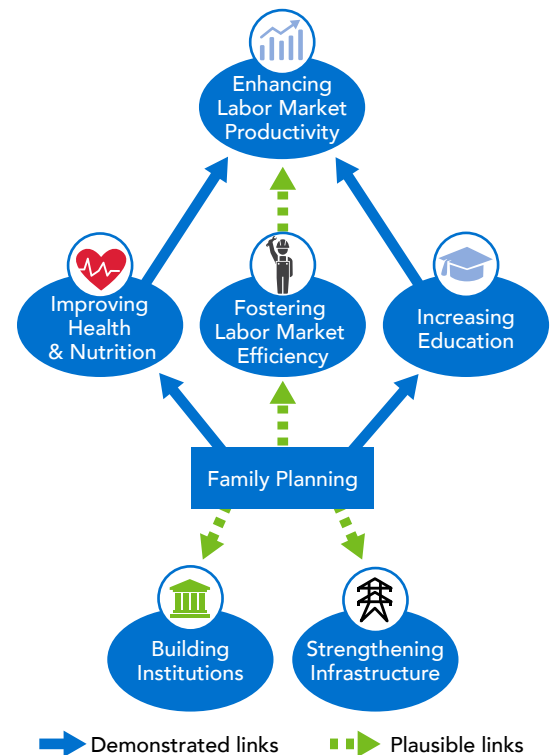 Enhancing
Labor Market
Productivity
Improving
Health
& Nutrition
Fostering
Labor Market
Efficiency
Increasing
Education
Family Planning
Building
Institutions
Strengthening
Infrastructure
Demonstrated links
Plausible links